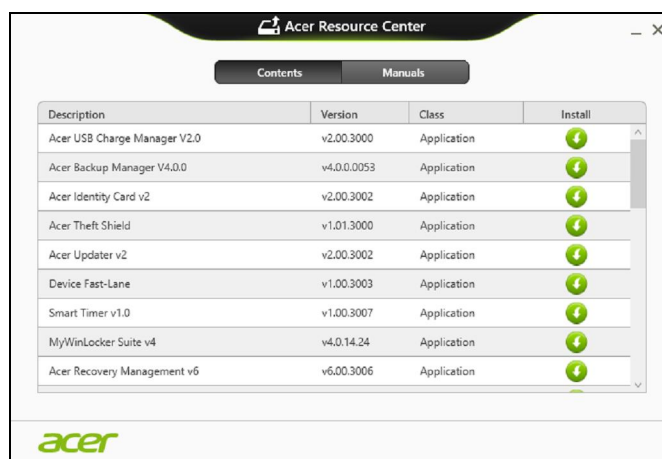 Acer Resource Center
Contents Manuals
Description Version Class Install
Acer USB Charge Manager V2.0 v2.00.3000 Application
Acer Backup Manager V4.0.0 v4.0.0.0053 Application
Acer Identity Card v2 v2.00.3002 Application
Acer Theft Shield v1.01.3000 Application
Acer Updater v2 v2.00.3002 Application
Device Fast-Lane v1.00.3003 Application
Smart Timer v1.0 v1.00.3007 Application
MyWinLocker Suite v4 v4.0.14.24 Application
Acer Recovery Management v6 v6.00.3006 Application
acer